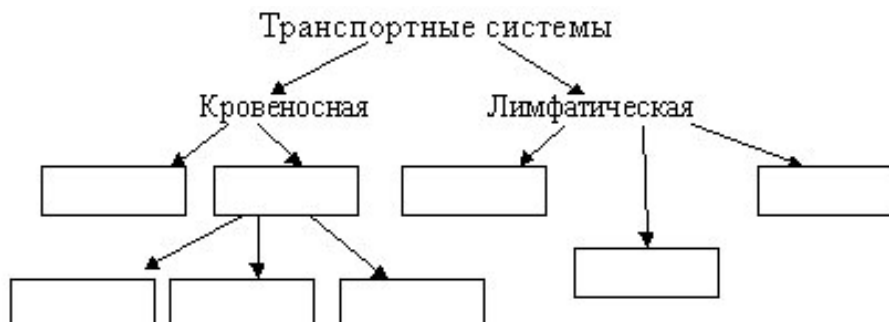 Транспортные системы
Кровеносная
Лимфатическая